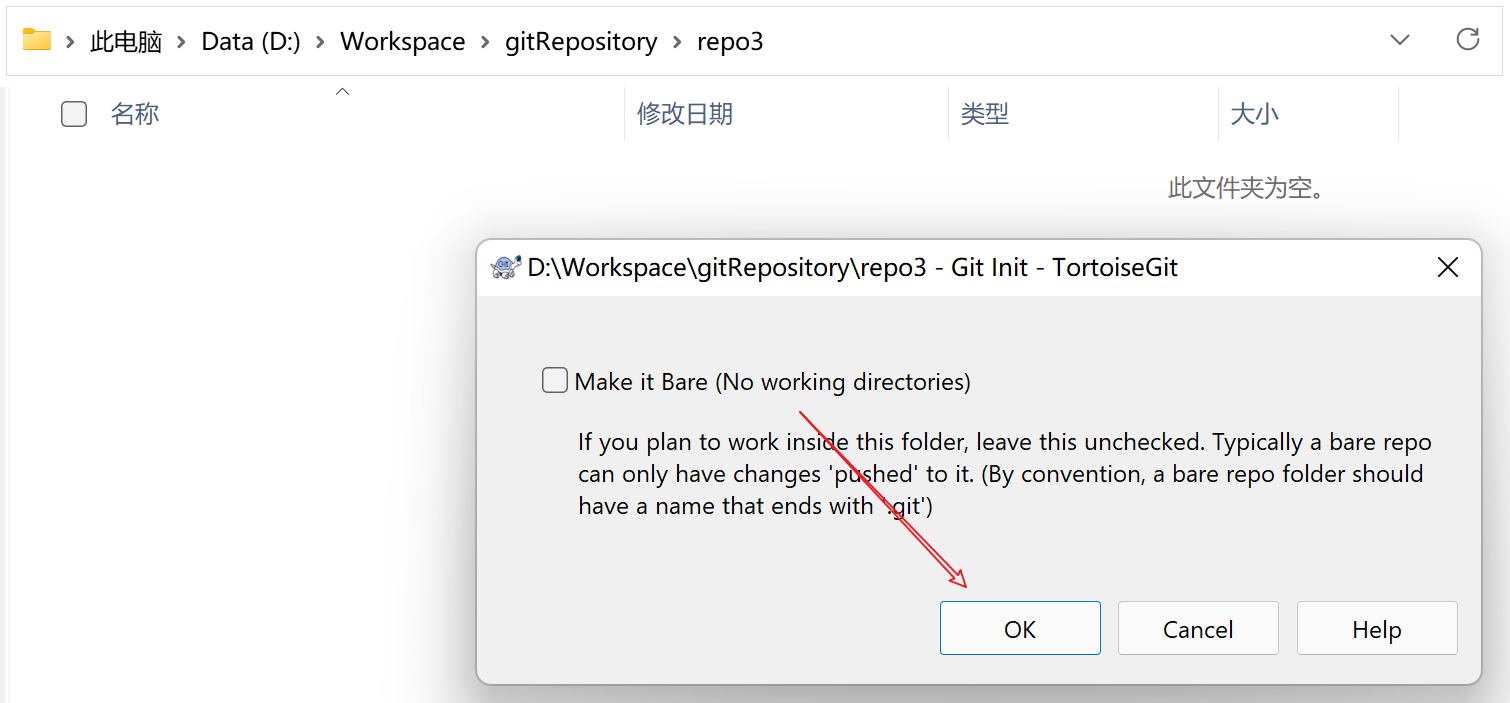 此电脑 > Data (D:) > Workspace > gitRepository > repo3
名称 修改日期 类型 大小
此文件夹为空。
Git
D:\Workspace\gitRepository\repo3 - Git Init - TortoiseGit
Make it Bare (No working directories)
If you plan to work inside this folder, leave this unchecked. Typically a bare repo
can only have changes 'pushed' to it. (By convention, a bare repo folder should
have a name that ends with '.git')
OK Cancel Help